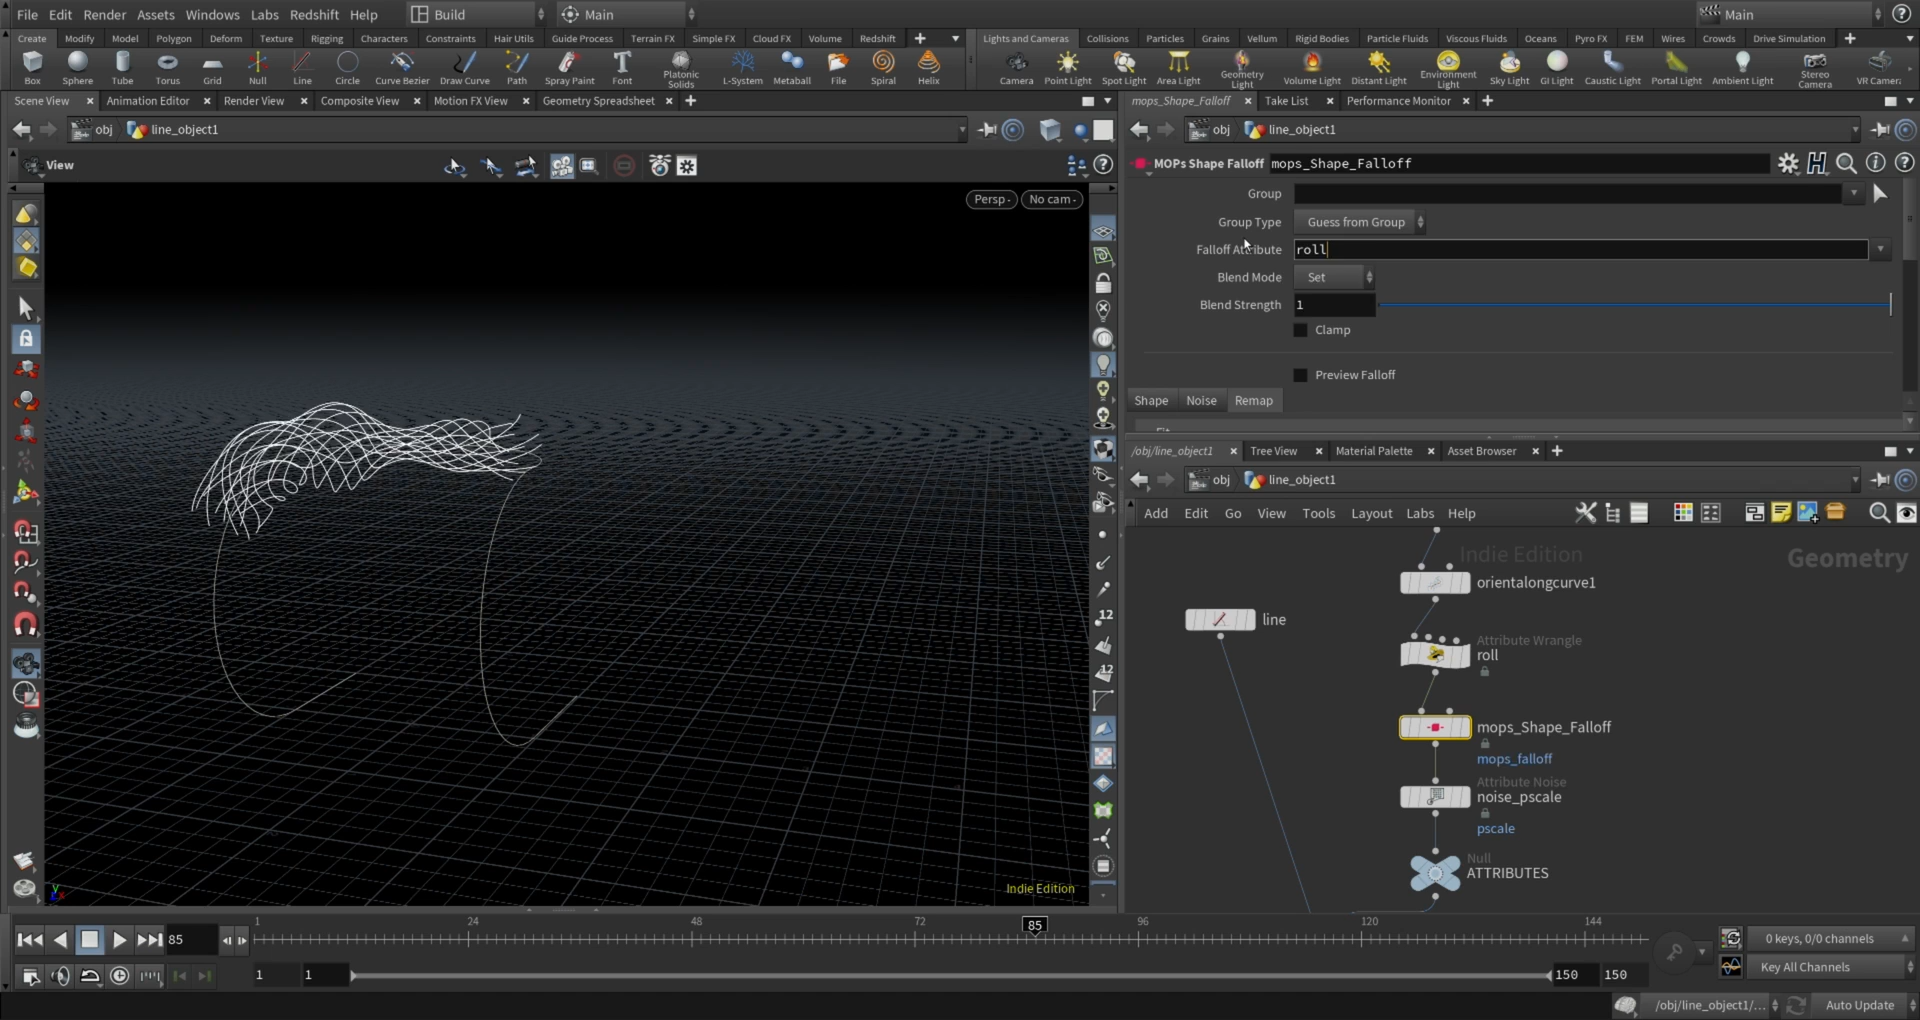 File Edit Render Assets Windows Labs Redshift Help Build Main Main
Create Modify Model Polygon Deform Texture Rigging Characters Constraints Hair Utils Guide Process Terrain FX Simple FX Cloud FX Volume Redshift
Lights and Cameras Collisions Particles Grains Vellum Rigid Bodies Particle Fluids Viscous Fluids Oceans Pyro FX FEM Wires Crowds Drive Simulation
Box Sphere Tube Torus Grid Null Line Circle Curve Bezier Draw Curve Path Spray Paint Font Platonic Solids L-System Metaball File Spiral Helix
Camera Point Light Spot Light Area Light Geometry Light Volume Light Distant Light Environment Light Sky Light GI Light Caustic Light Portal Light Ambient Light Stereo Camera VR Camera
Scene View Animation Editor Render View Composite View Motion FX View Geometry Spreadsheet
mops_Shape_Falloff Take List Performance Monitor
obj line_object1
obj line_object1
View
MOPs Shape Falloff mops_Shape_Falloff
Persp No cam
Group
Group Type Guess from Group
Falloff Attribute roll
Blend Mode Set
Blend Strength 1
Clamp
Preview Falloff
Shape Noise Remap
/obj/line_object1 Tree View Material Palette Asset Browser
obj line_object1
Add Edit Go View Tools Layout Labs Help
Indie Edition
Geometry
orientalongcurve1
line
Attribute Wrangle
roll
mops_Shape_Falloff
mops_falloff
Attribute Noise
noise_pscale
pscale
Null
ATTRIBUTES
12
12
Indie Edition
1 24 48 72 85 96 120 144
85
0 keys, 0/0 channels
1 1 150 150
Key All Channels
/obj/line_object1/... Auto Update